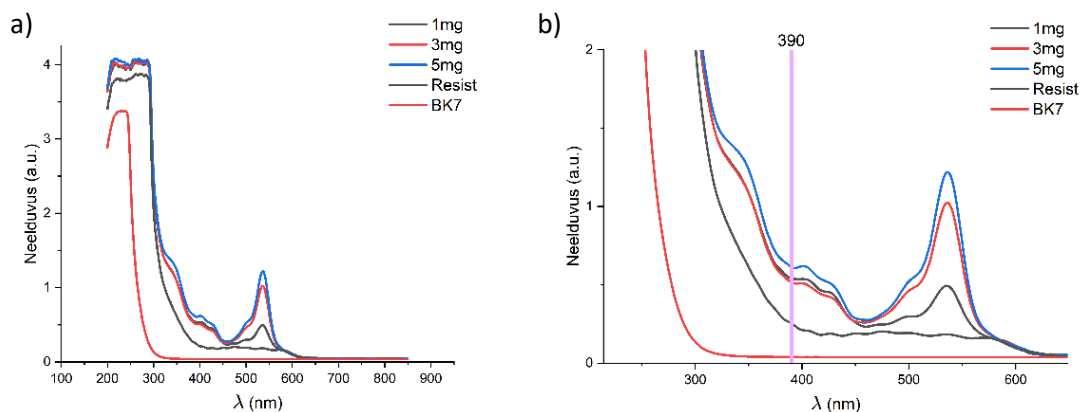 a)
1mg
3mg
5mg
Resist
BK7
4
3
2
1
0
Neelduvus (a.u.)
100 200 300 400 500 600 700 800 900
λ (nm)
b)
390
1mg
3mg
5mg
Resist
BK7
2
1
0
Neelduvus (a.u.)
300 400 500 600
λ (nm)